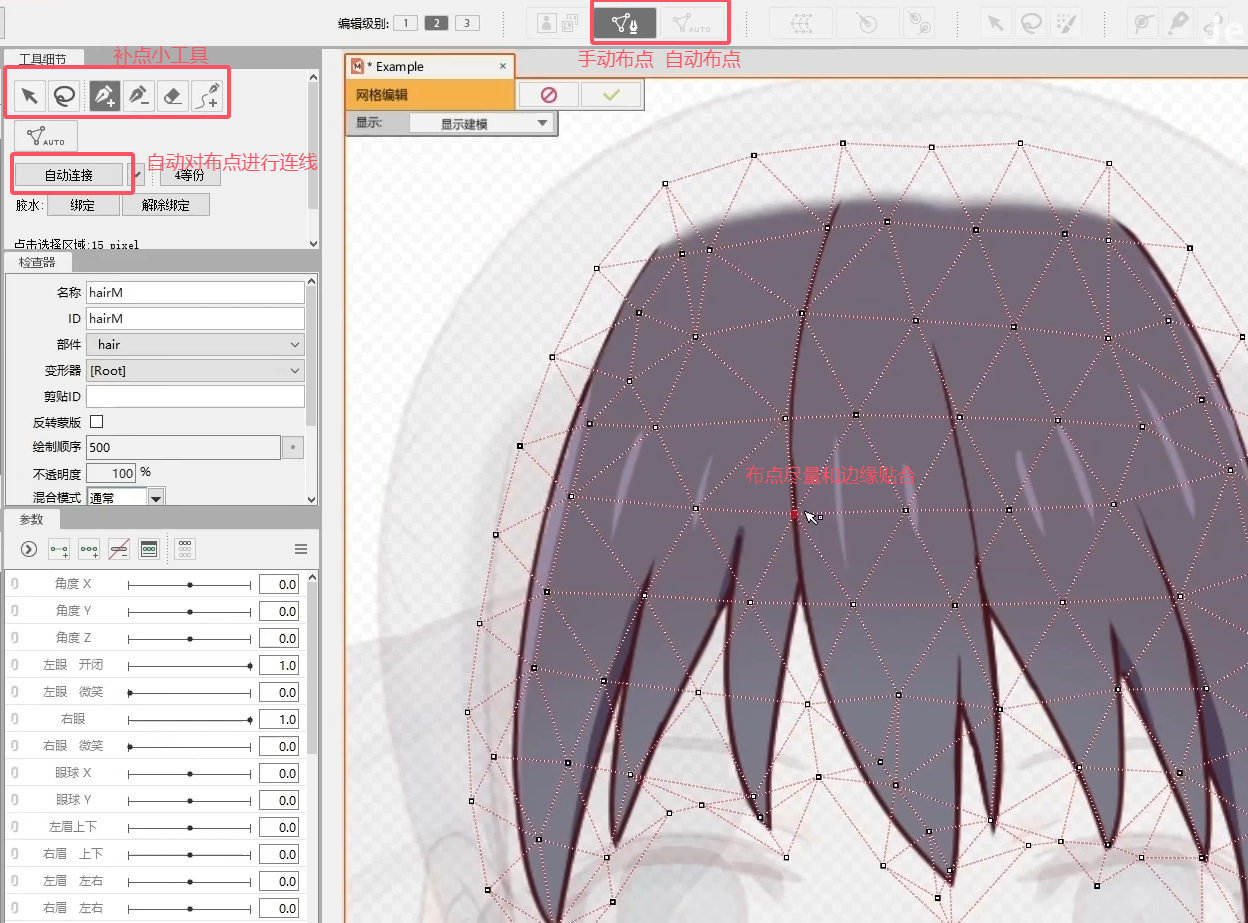 编辑级别: 1 2 3
AUTO
Je
手动布点 自动布点
工具细节
补点小工具
AUTO
自动对布点进行连线
自动连接
4等份
胶水: 绑定 解除绑定
点击选择区域:15 pixel
检查器
名称 hairM
ID hairM
部件 hair
变形器 [Root]
剪贴ID
反转蒙版
绘制顺序 500
不透明度 100 %
混合模式 通常
参数
角度 X 0.0
角度 Y 0.0
角度 Z 0.0
左眼 开闭 1.0
左眼 微笑 0.0
右眼 1.0
右眼 微笑 0.0
眼球 X 0.0
眼球 Y 0.0
左眉上下 0.0
右眉 上下 0.0
左眉 左右 0.0
右眉 左右 0.0
* Example
网格编辑
显示: 显示建模
布点尽量和边缘贴合